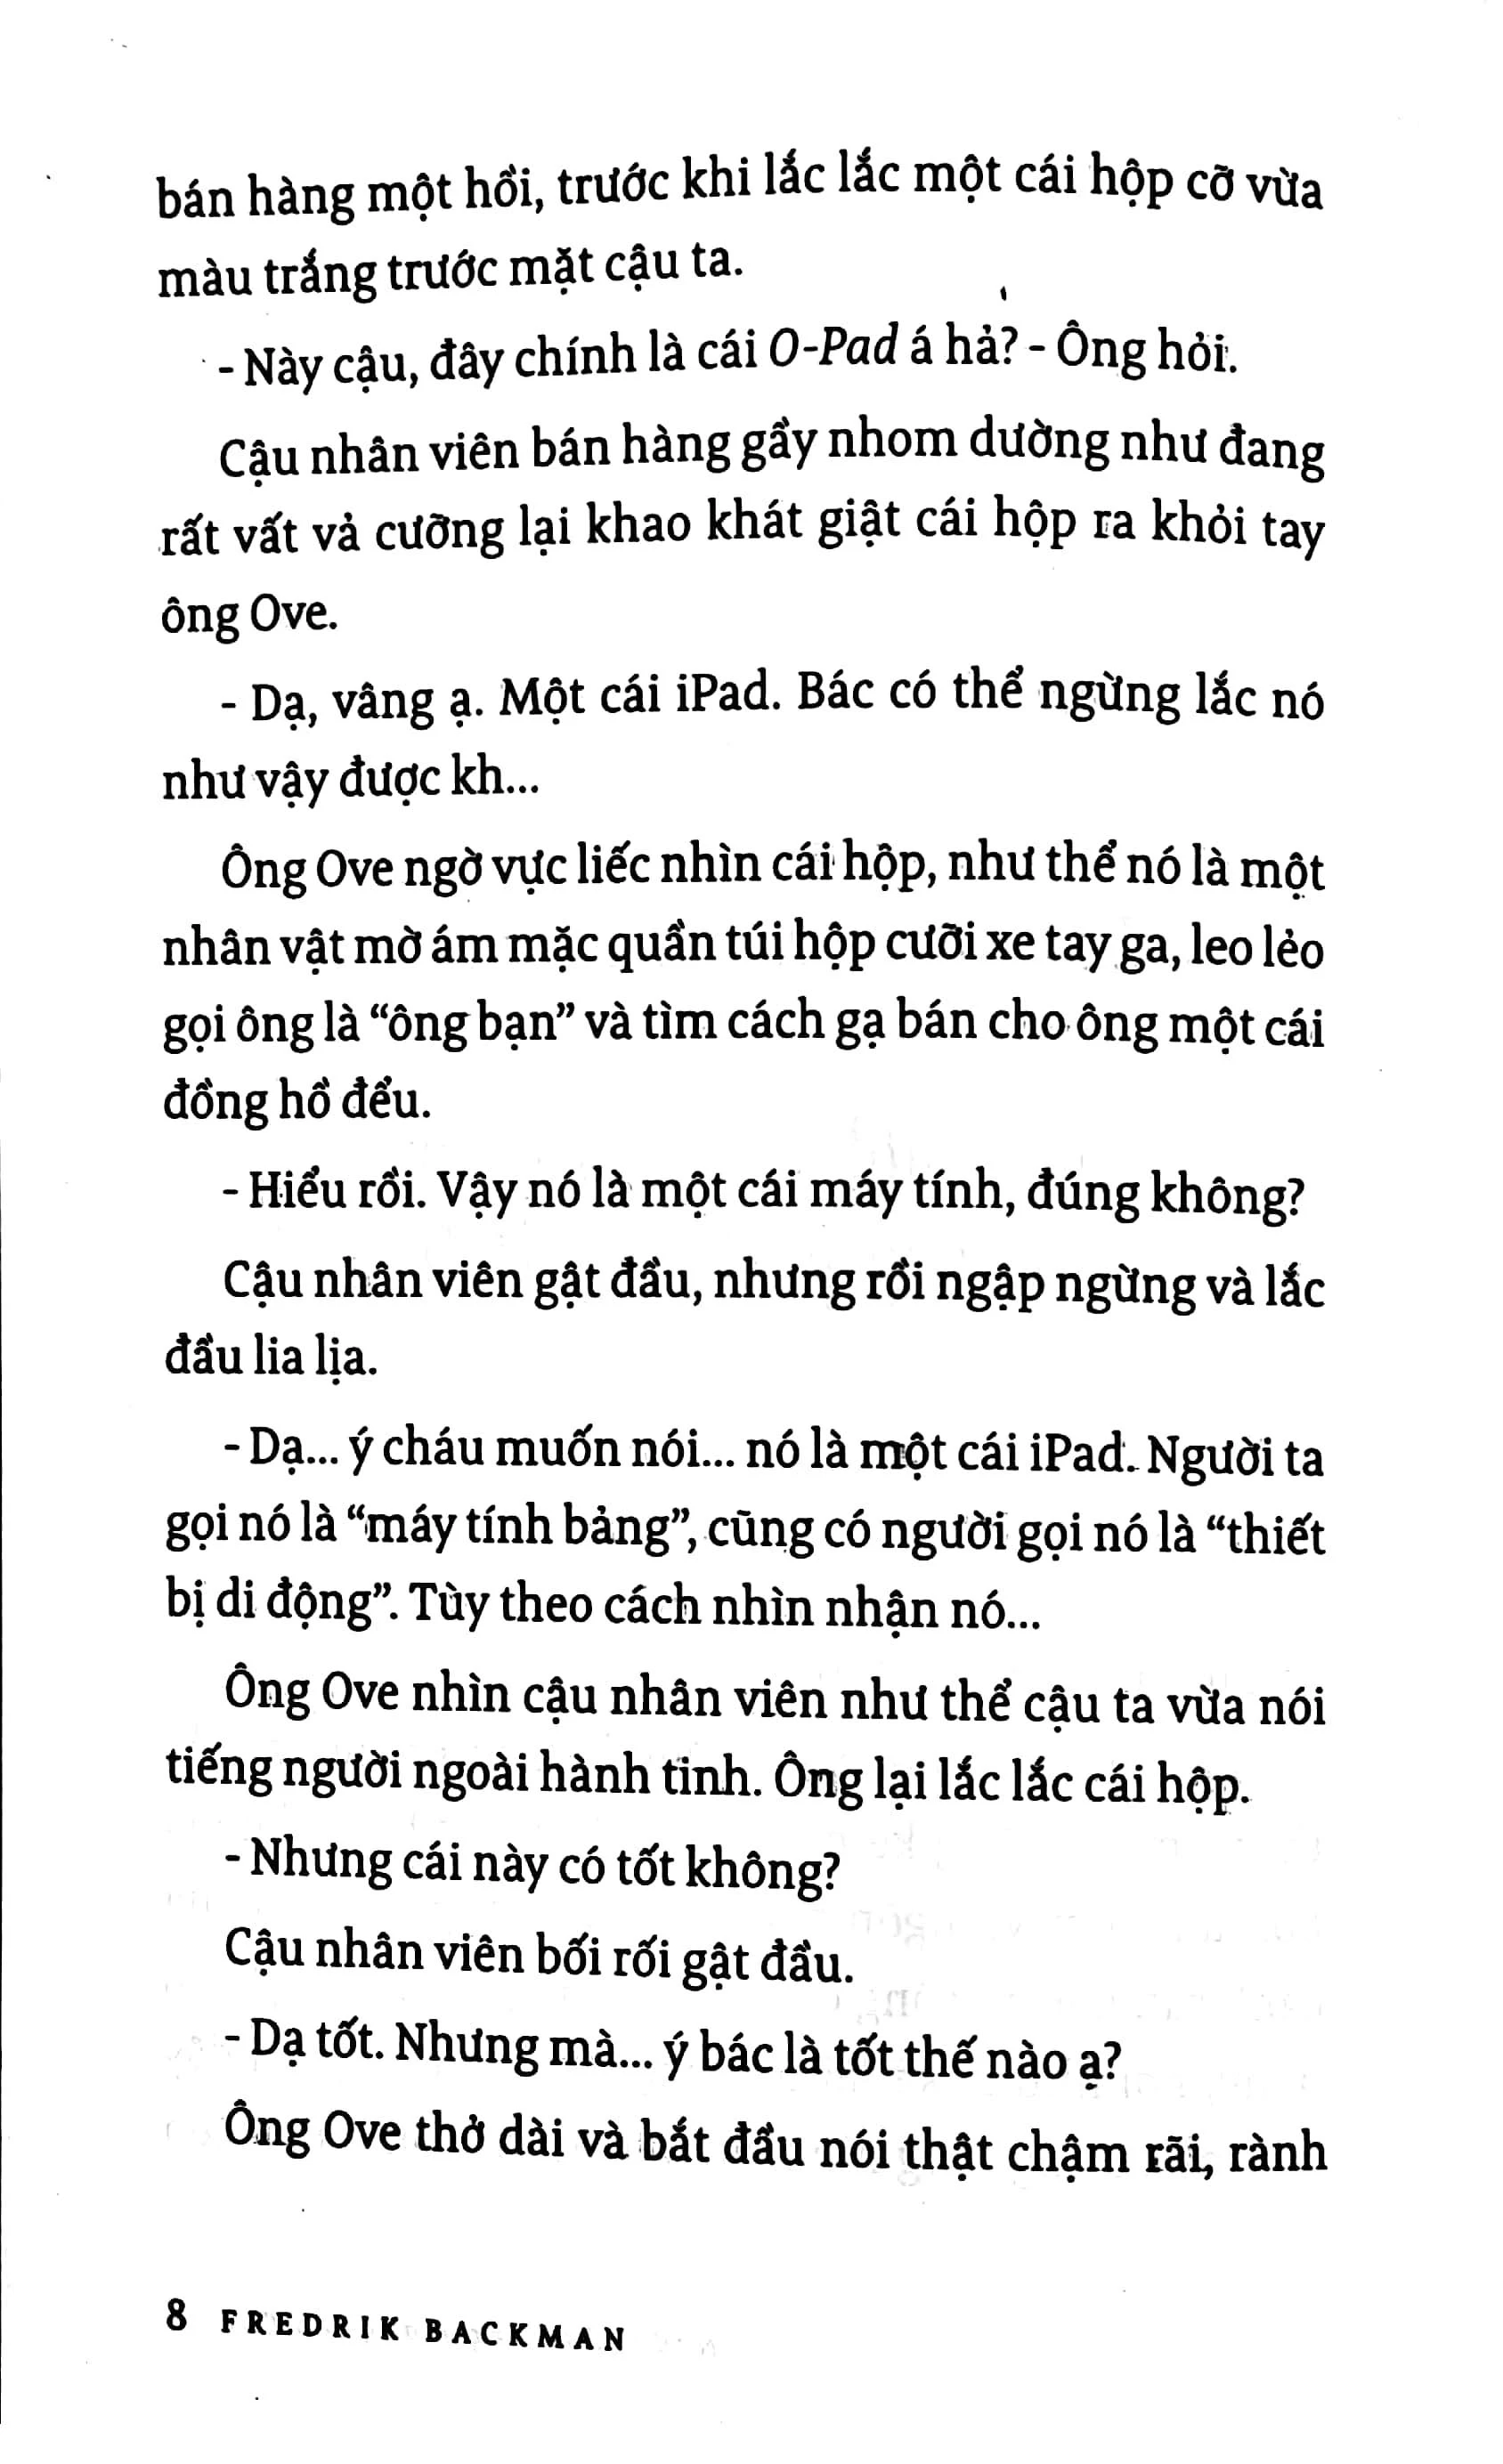 bán hàng một hồi, trước khi lắc lắc một cái hộp cỡ vừa
màu trắng trước mặt cậu ta.
- Này cậu, đây chính là cái O-Pad á hả? - Ông hỏi.
Cậu nhân viên bán hàng gầy nhom dường như đang
rất vất vả cưỡng lại khao khát giật cái hộp ra khỏi tay
ông Ove.
- Dạ, vâng ạ. Một cái iPad. Bác có thể ngừng lắc nó
như vậy được kh...
Ông Ove ngờ vực liếc nhìn cái hộp, như thể nó là một
nhân vật mờ ám mặc quần túi hộp cưỡi xe tay ga, leo lẻo
gọi ông là “ông bạn” và tìm cách gạ bán cho ông một cái
đồng hồ đểu.
- Hiểu rồi. Vậy nó là một cái máy tính, đúng không?
Cậu nhân viên gật đầu, nhưng rồi ngập ngừng và lắc
đầu lia lịa.
- Dạ... ý cháu muốn nói... nó là một cái iPad. Người ta
gọi nó là “máy tính bảng”, cũng có người gọi nó là “thiết
bị di động”. Tùy theo cách nhìn nhận nó...
Ông Ove nhìn cậu nhân viên như thể cậu ta vừa nói
tiếng người ngoài hành tinh. Ông lại lắc lắc cái hộp.
- Nhưng cái này có tốt không?
Cậu nhân viên bối rối gật đầu.
- Dạ tốt. Nhưng mà... ý bác là tốt thế nào ạ?
Ông Ove thở dài và bắt đầu nói thật chậm rãi, rành
8 FREDRIK BACKMAN